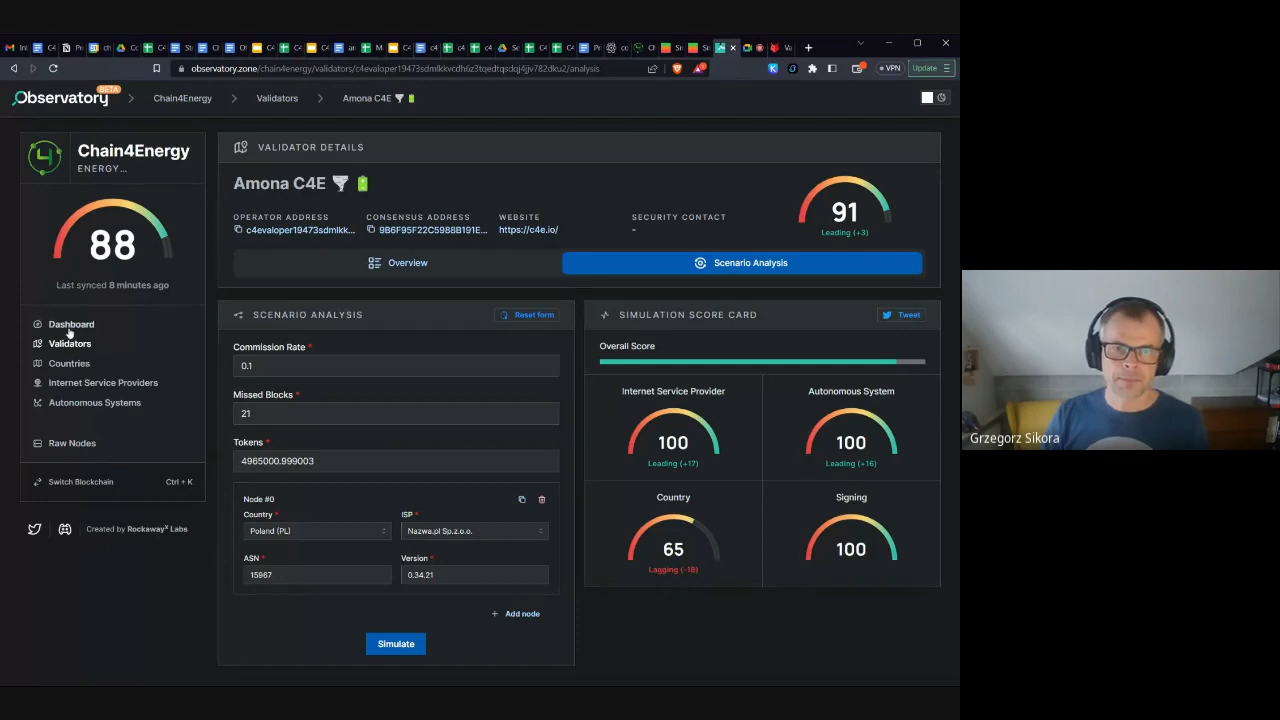 observatory.zone/chain4energy/validators/c4evaloper19473sdmlkkvcdh6z3tqedtqsdqj4jjv782dku2/analysis
VPN
Update
Observatory
BETA
Chain4Energy
Validators
Amona C4E
Chain4Energy
ENERGY...
88
Last synced 8 minutes ago
Dashboard
Validators
Countries
Internet Service Providers
Autonomous Systems
Raw Nodes
Switch Blockchain
Ctrl + K
Created by Rockawayˣ Labs
VALIDATOR DETAILS
Amona C4E
OPERATOR ADDRESS
c4evaloper19473sdmlkk...
CONSENSUS ADDRESS
9B6F95F22C5988B191E...
WEBSITE
https://c4e.io/
SECURITY CONTACT
-
91
Leading (+3)
Overview
Scenario Analysis
SCENARIO ANALYSIS
Reset form
Commission Rate *
0.1
Missed Blocks *
21
Tokens *
4965000.999003
Node #0
Country *
Poland (PL)
ISP *
Nazwa.pl Sp.z.o.o.
ASN *
15967
Version *
0.34.21
+ Add node
Simulate
SIMULATION SCORE CARD
Tweet
Overall Score
Internet Service Provider
100
Leading (+17)
Autonomous System
100
Leading (+16)
Country
65
Lagging (-18)
Signing
100
Grzegorz Sikora